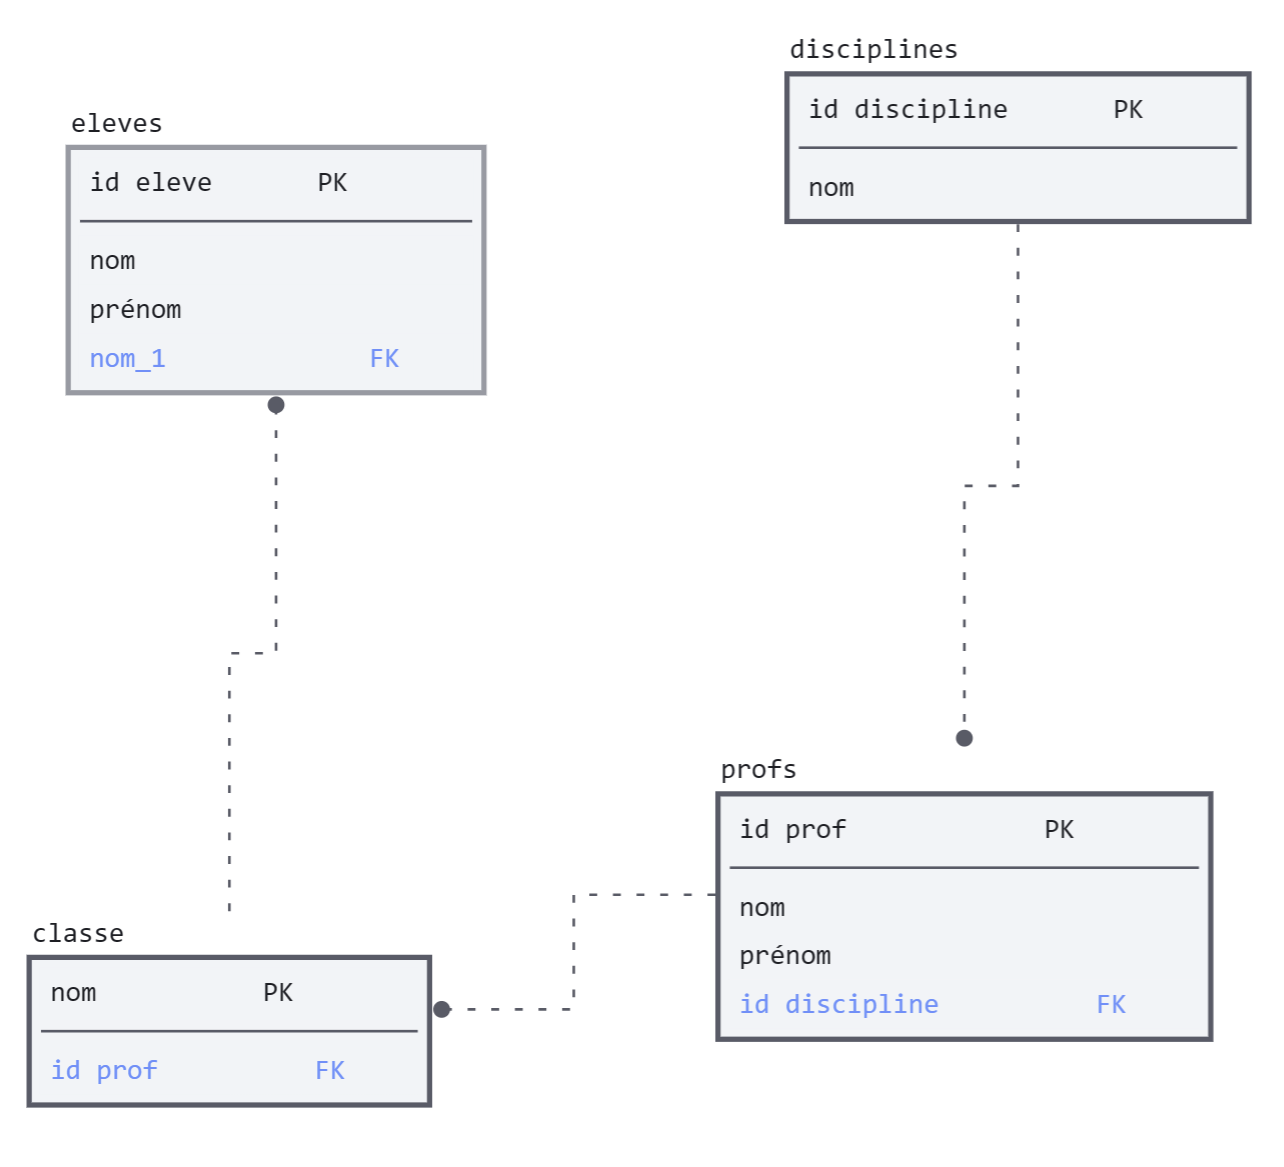 disciplines
id discipline PK
nom
eleves
id eleve PK
nom
prénom
nom_1 FK
profs
id prof PK
nom
prénom
id discipline FK
classe
nom PK
id prof FK